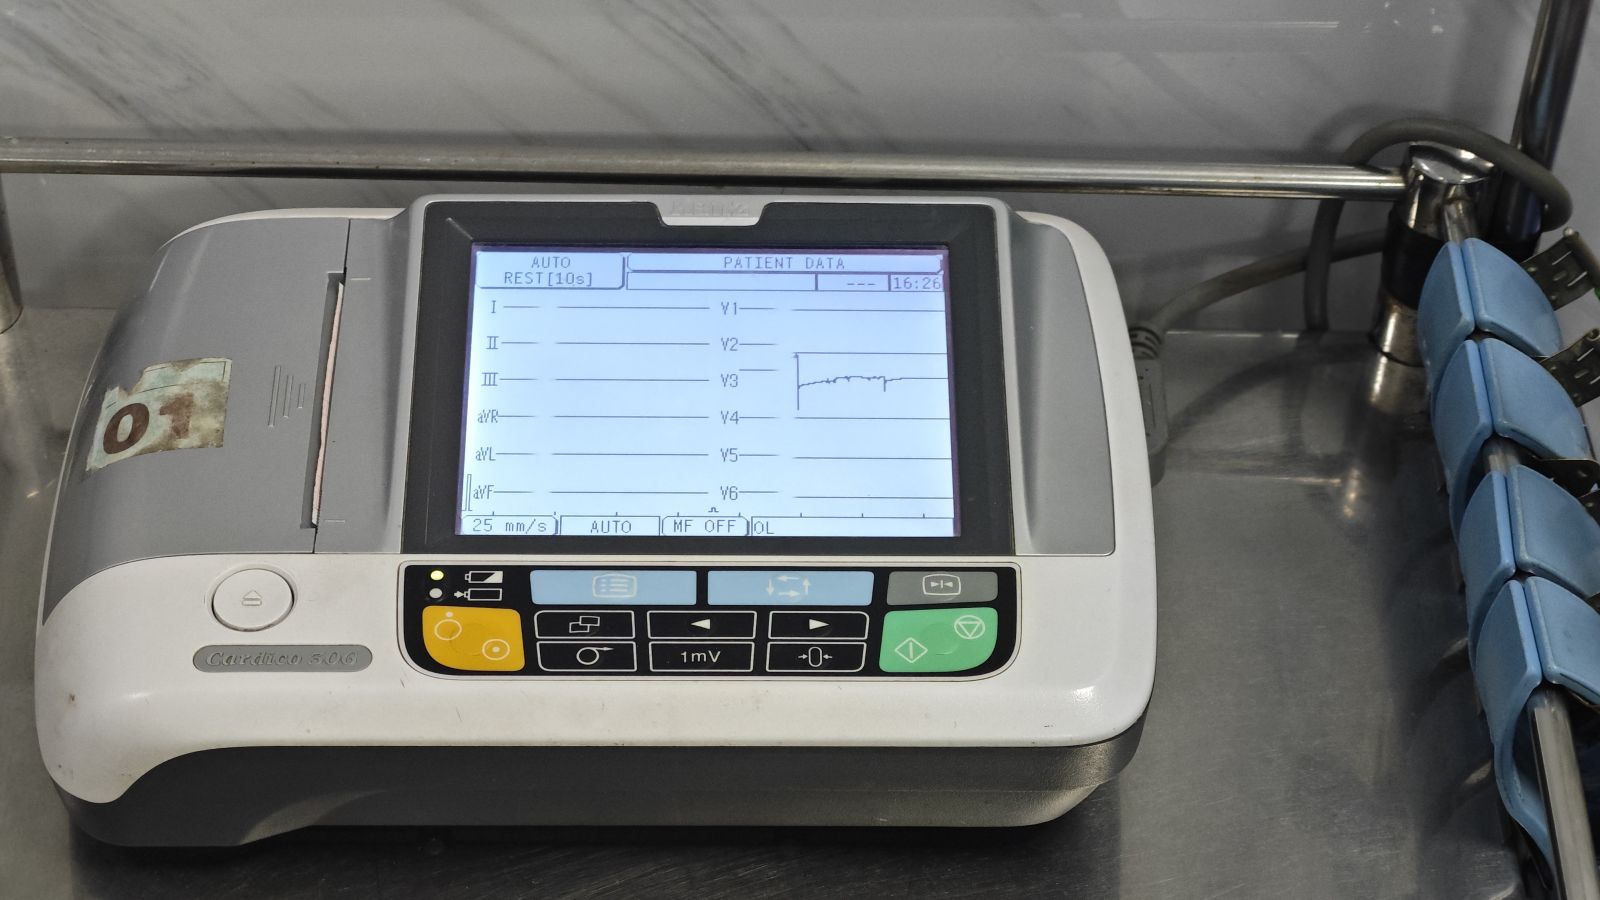 AUTO
REST[10s]
PATIENT DATA
--- 16:26
I
II
III
aVR
aVL
aVF
V1
V2
V3
V4
V5
V6
25 mm/s AUTO MF OFF OL
01
1mV
Cardico 306